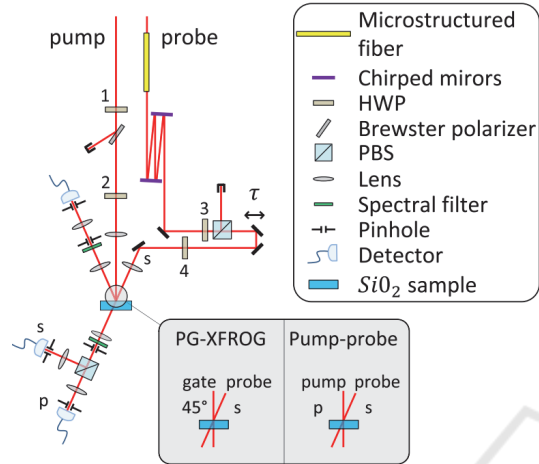 pump
probe
1
2
3
τ
s
4
s
p
Microstructured
fiber
Chirped mirors
HWP
Brewster polarizer
PBS
Lens
Spectral filter
Pinhole
Detector
SiO₂ sample
PG-XFROG
Pump-probe
gate probe
45° s
pump probe
p s